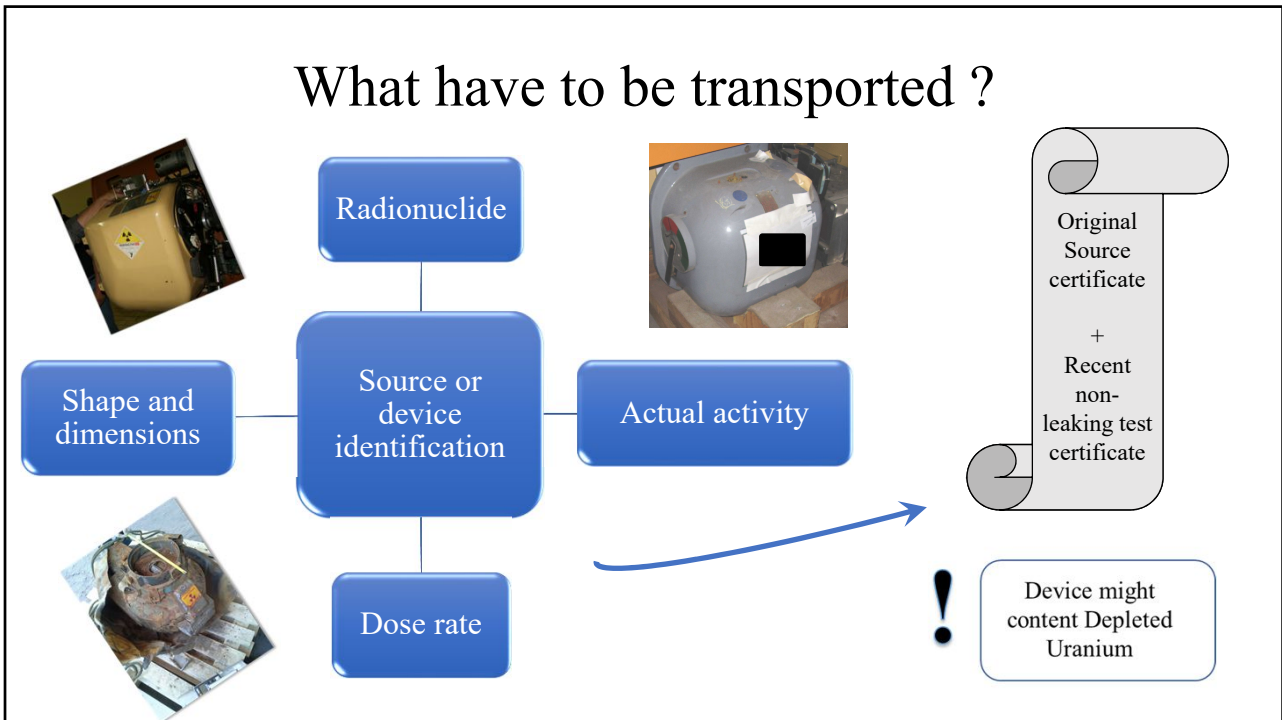 What have to be transported ?
Radionuclide
Shape and
dimensions
Source or
device
identification
Actual activity
Dose rate
Original
Source
certificate
+
Recent
non-
leaking test
certificate
!
Device might
content Depleted
Uranium